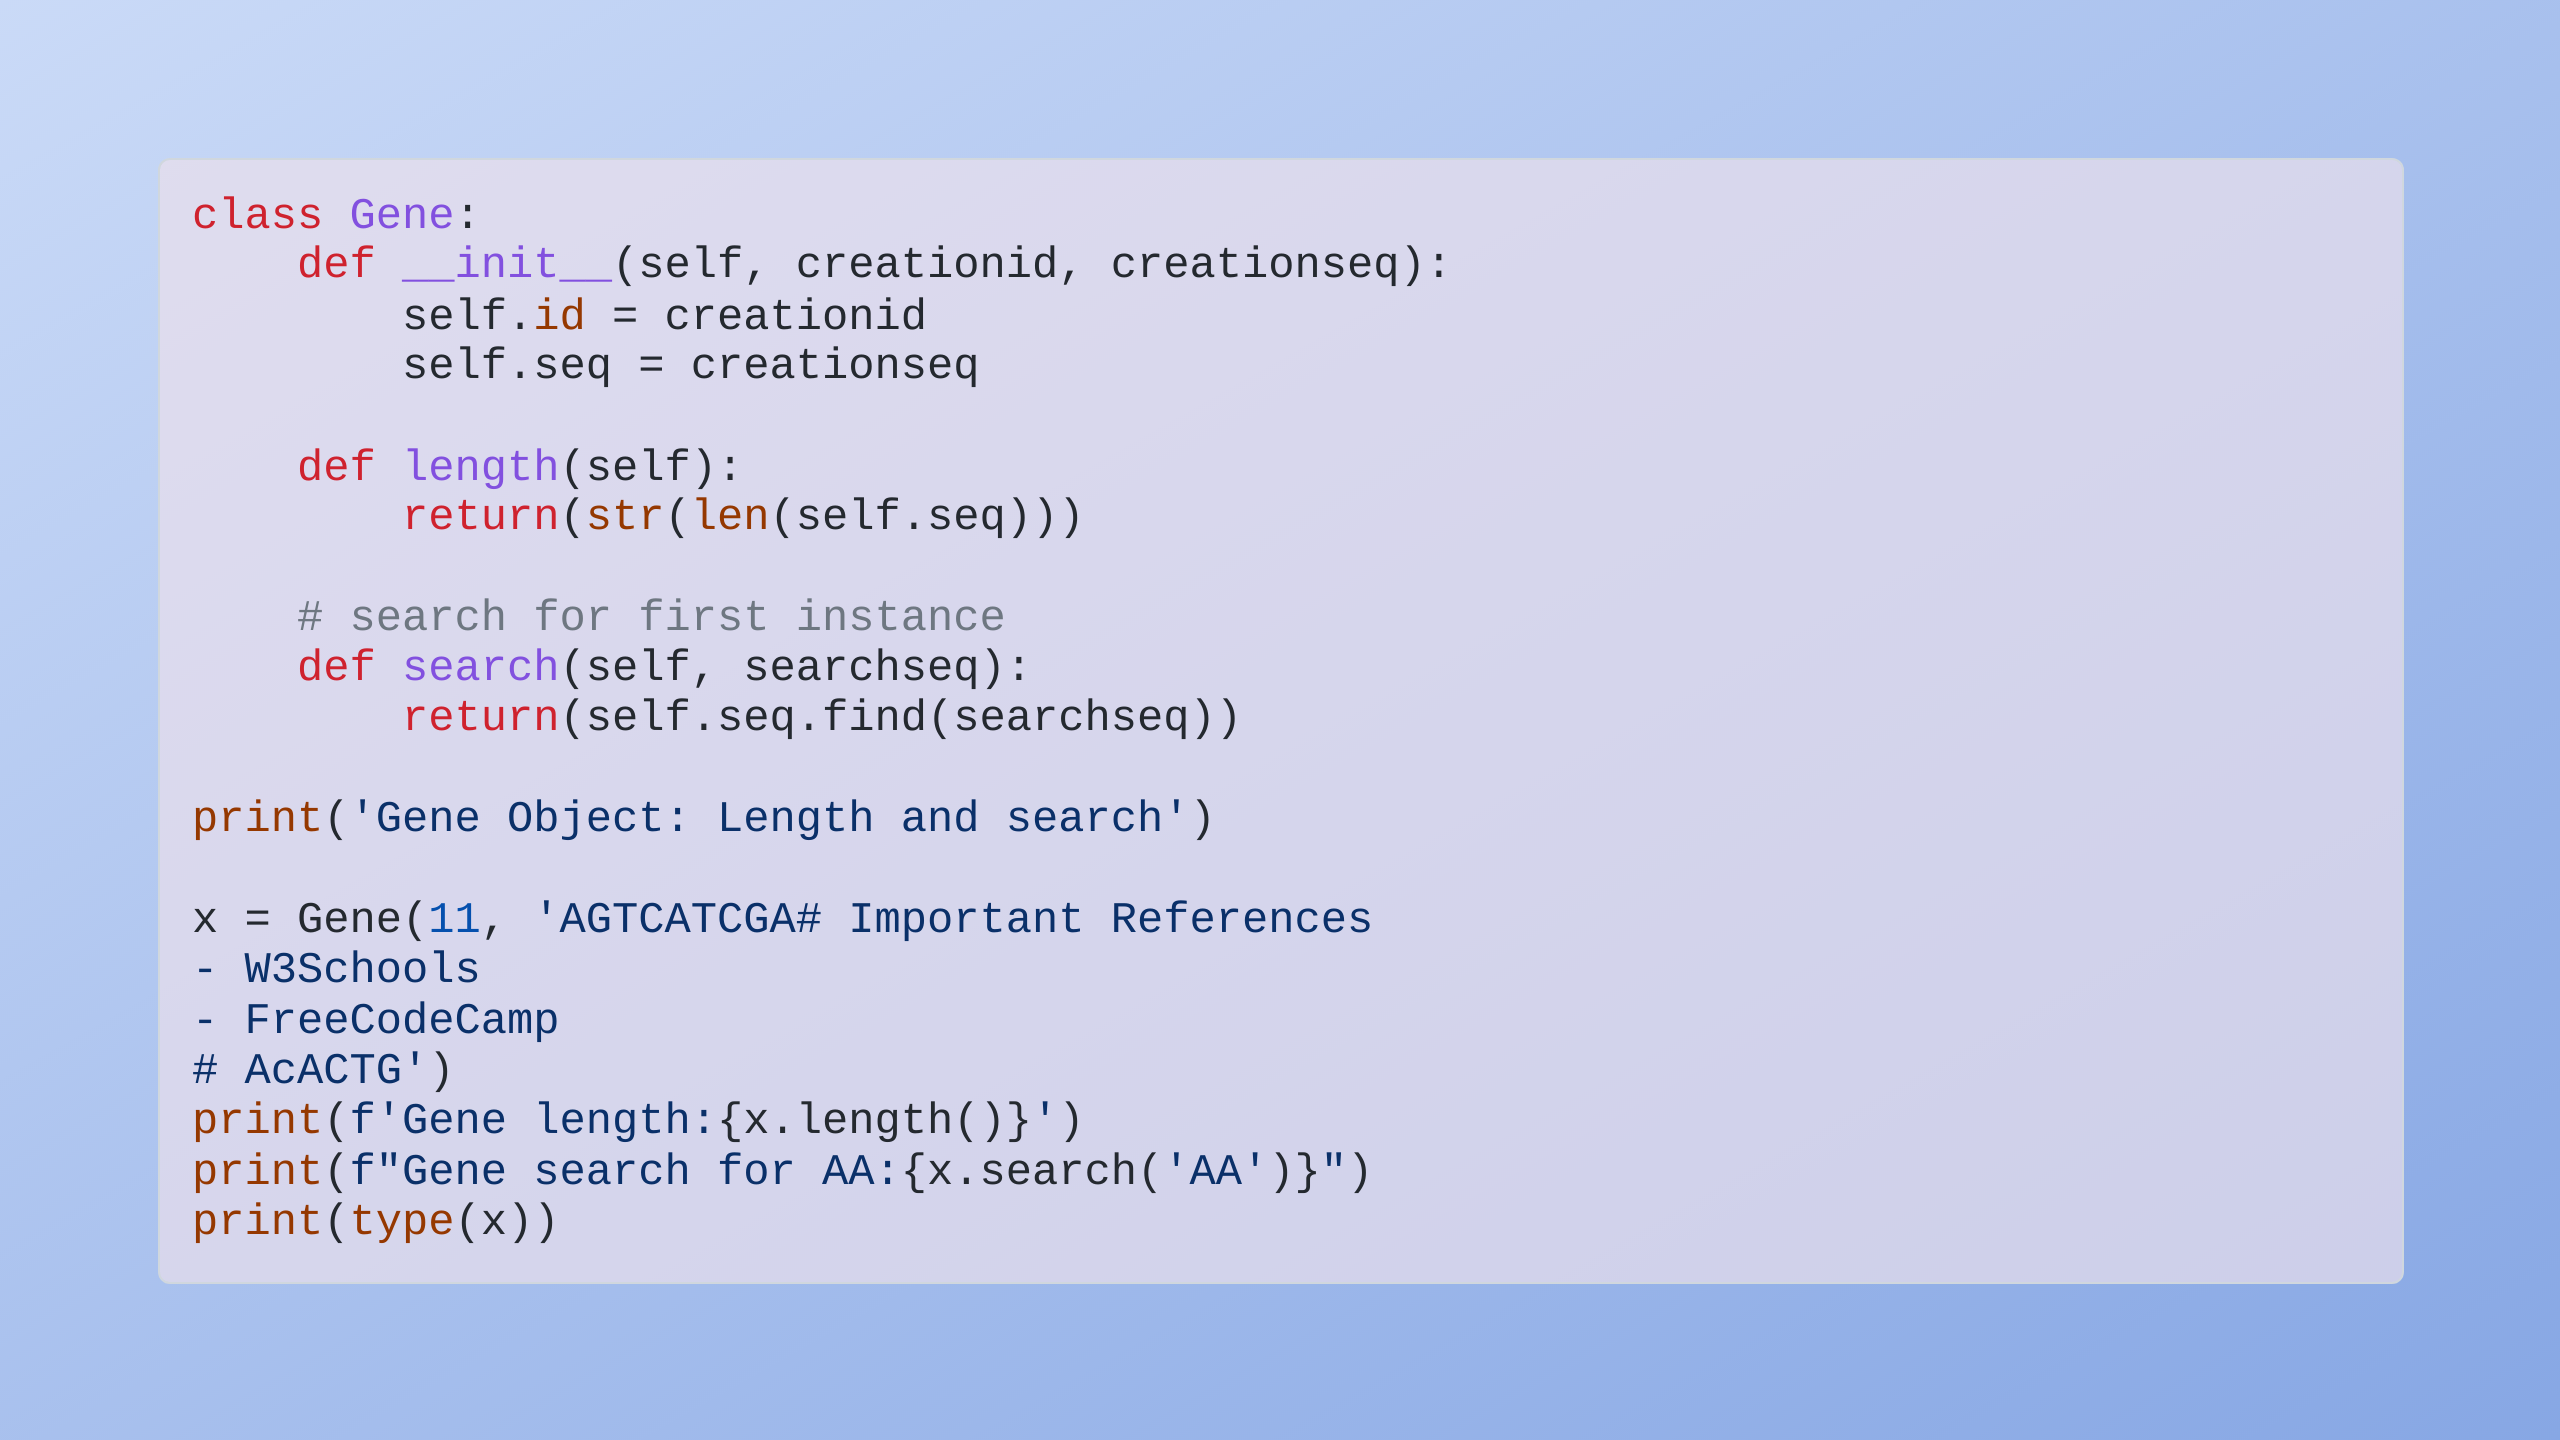 class Gene:
    def __init__(self, creationid, creationseq):
        self.id = creationid
        self.seq = creationseq

    def length(self):
        return(str(len(self.seq)))

    # search for first instance
    def search(self, searchseq):
        return(self.seq.find(searchseq))

print('Gene Object: Length and search')

x = Gene(11, 'AGTCATCGA# Important References
- W3Schools
- FreeCodeCamp
# AcACTG')
print(f'Gene length:{x.length()}')
print(f"Gene search for AA:{x.search('AA')}")
print(type(x))